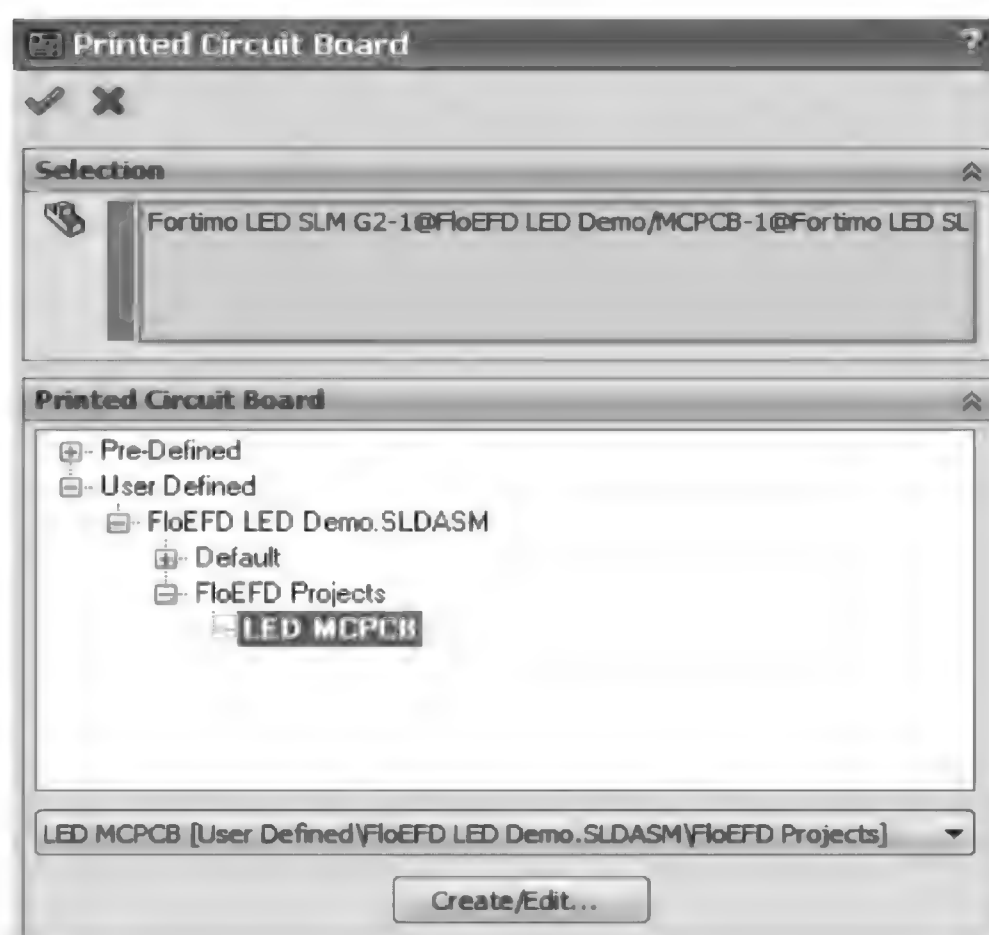 Printed Circuit Board
?
Selection
Fortimo LED SLM G2-1@FloEFD LED Demo/MCPCB-1@Fortimo LED SL
Printed Circuit Board
Pre-Defined
User Defined
FloEFD LED Demo.SLDASM
Default
FloEFD Projects
LED MCPCB
LED MCPCB [User Defined\FloEFD LED Demo.SLDASM\FloEFD Projects]
Create/Edit...